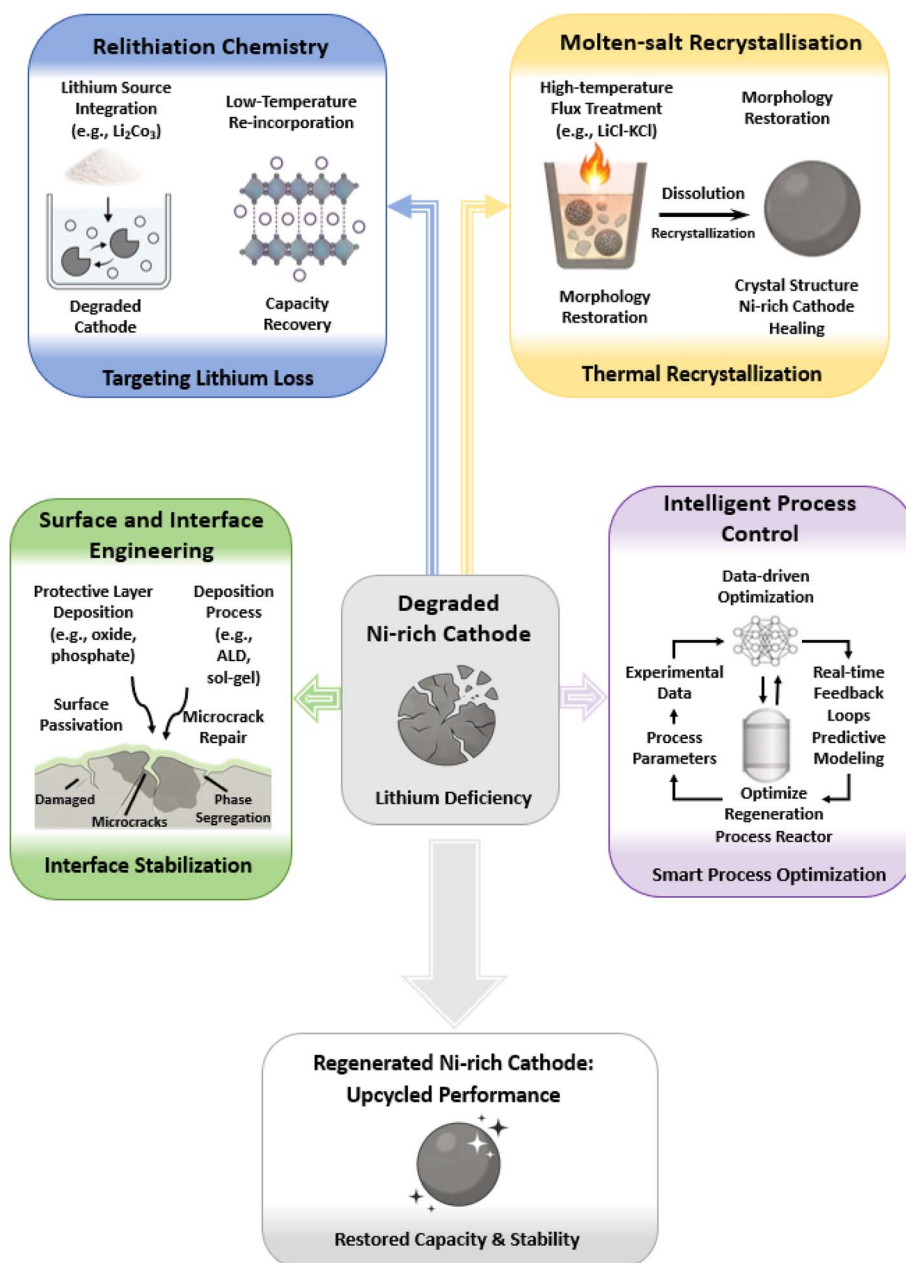 Relithiation Chemistry
Lithium Source
Integration
(e.g., Li₂Co₃)
Low-Temperature
Re-incorporation
Degraded
Cathode
Capacity
Recovery
Targeting Lithium Loss
Molten-salt Recrystallisation
High-temperature
Flux Treatment
(e.g., LiCl-KCl)
Morphology
Restoration
Dissolution
Recrystallization
Morphology
Restoration
Crystal Structure
Ni-rich Cathode
Healing
Thermal Recrystallization
Surface and Interface
Engineering
Protective Layer
Deposition
(e.g., oxide,
phosphate)
Deposition
Process
(e.g.,
ALD,
sol-gel)
Surface
Passivation
Microcrack
Repair
Damaged
Microcracks
Phase
Segregation
Interface Stabilization
Degraded
Ni-rich Cathode
Lithium Deficiency
Intelligent Process
Control
Data-driven
Optimization
Experimental
Data
Process
Parameters
Real-time
Feedback
Loops
Predictive
Modeling
Optimize
Regeneration
Process Reactor
Smart Process Optimization
Regenerated Ni-rich Cathode:
Upcycled Performance
Restored Capacity & Stability